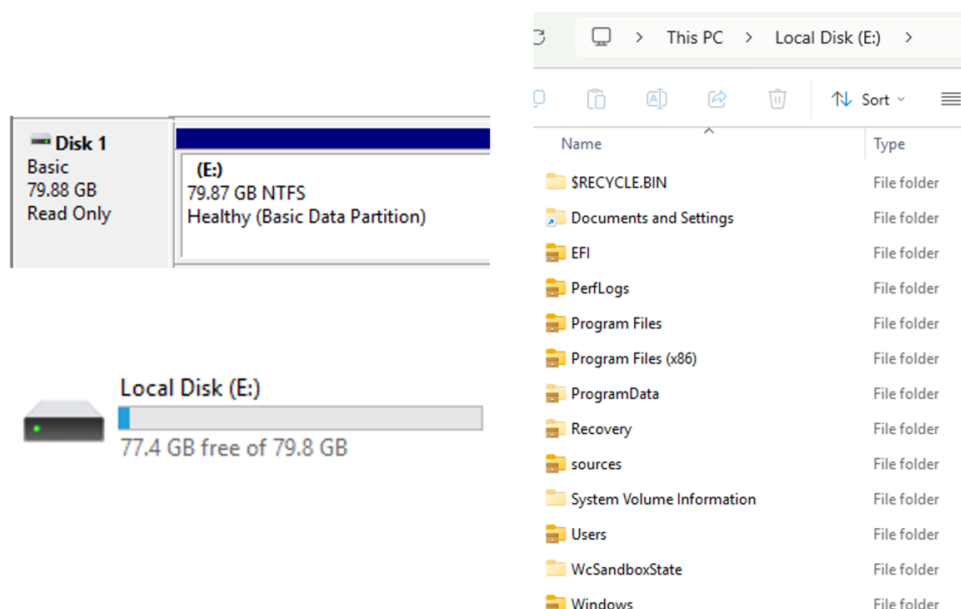 Disk 1
Basic
79.88 GB
Read Only
(E:)
79.87 GB NTFS
Healthy (Basic Data Partition)
Local Disk (E:)
77.4 GB free of 79.8 GB
This PC > Local Disk (E:) >
Sort
Name Type
$RECYCLE.BIN File folder
Documents and Settings File folder
EFI File folder
PerfLogs File folder
Program Files File folder
Program Files (x86) File folder
ProgramData File folder
Recovery File folder
sources File folder
System Volume Information File folder
Users File folder
WcSandboxState File folder
Windows File folder